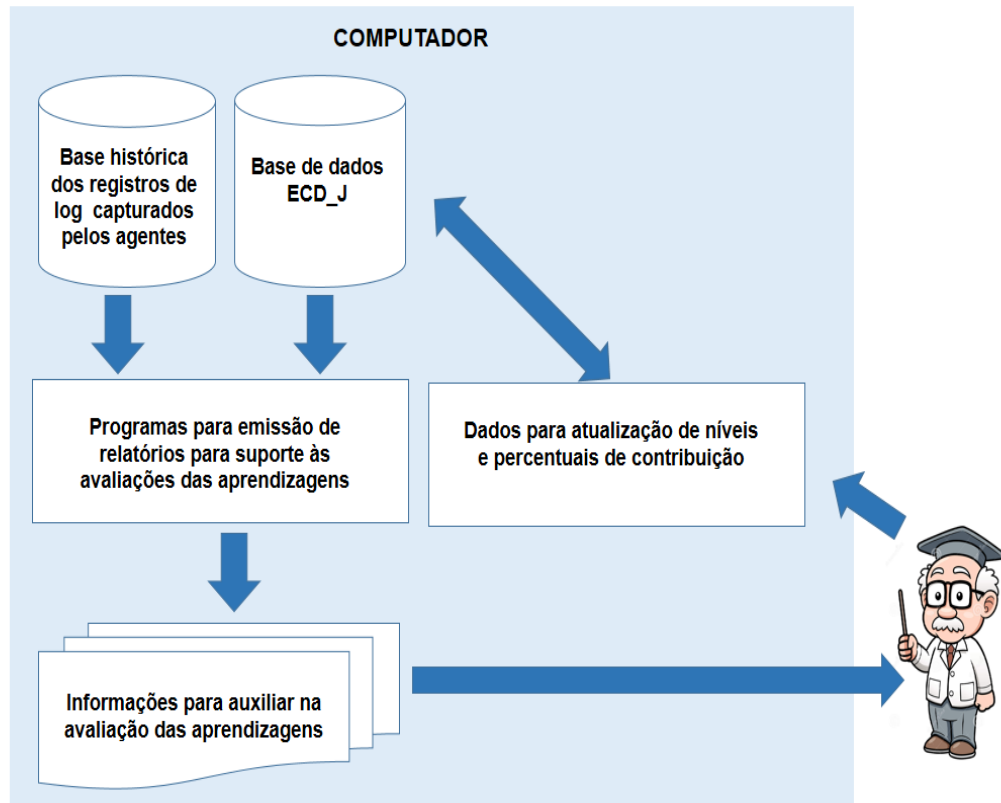 COMPUTADOR
Base histórica
dos registros de
log capturados
pelos agentes
Base de dados
ECD_J
Programas para emissão de
relatórios para suporte às
avaliações das aprendizagens
Dados para atualização de níveis
e percentuais de contribuição
Informações para auxiliar na
avaliação das aprendizagens